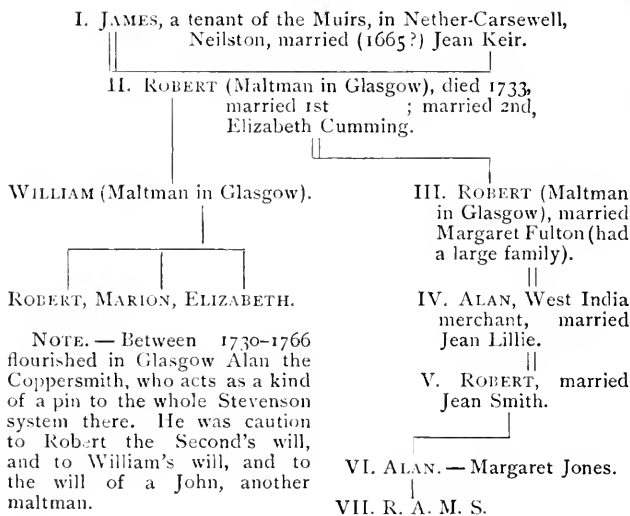 I. JAMES, a tenant of the Muirs, in Nether-Carsewell,
Neilston, married (1665?) Jean Keir.
II. ROBERT (Maltman in Glasgow), died 1733,
married 1st ; married 2nd,
Elizabeth Cumming.
WILLIAM (Maltman in Glasgow).
ROBERT, MARION, ELIZABETH.
NOTE. — Between 1730–1766
flourished in Glasgow Alan the
Coppersmith, who acts as a kind
of a pin to the whole Stevenson
system there. He was caution
to Robert the Second's will,
and to William's will, and to
the will of a John, another
maltman.
III. ROBERT (Maltman
in Glasgow), married
Margaret Fulton (had
a large family).
IV. ALAN, West India
merchant, married
Jean Lillie.
V. ROBERT, married
Jean Smith.
VI. ALAN. — Margaret Jones.
VII. R. A. M. S.